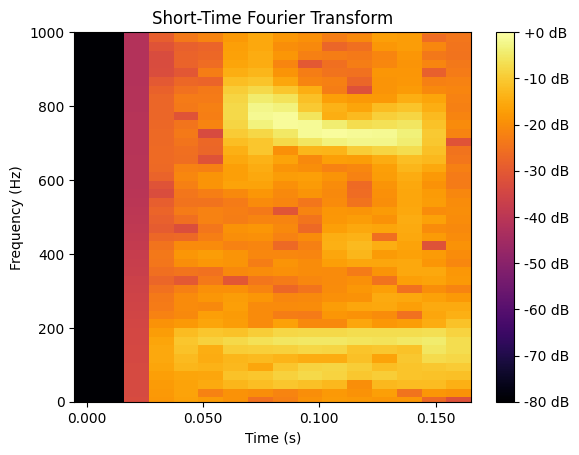 Short-Time Fourier Transform
1000
800
600
400
200
0
Frequency (Hz)
0.000
0.050
0.100
0.150
Time (s)
+0 dB
-10 dB
-20 dB
-30 dB
-40 dB
-50 dB
-60 dB
-70 dB
-80 dB